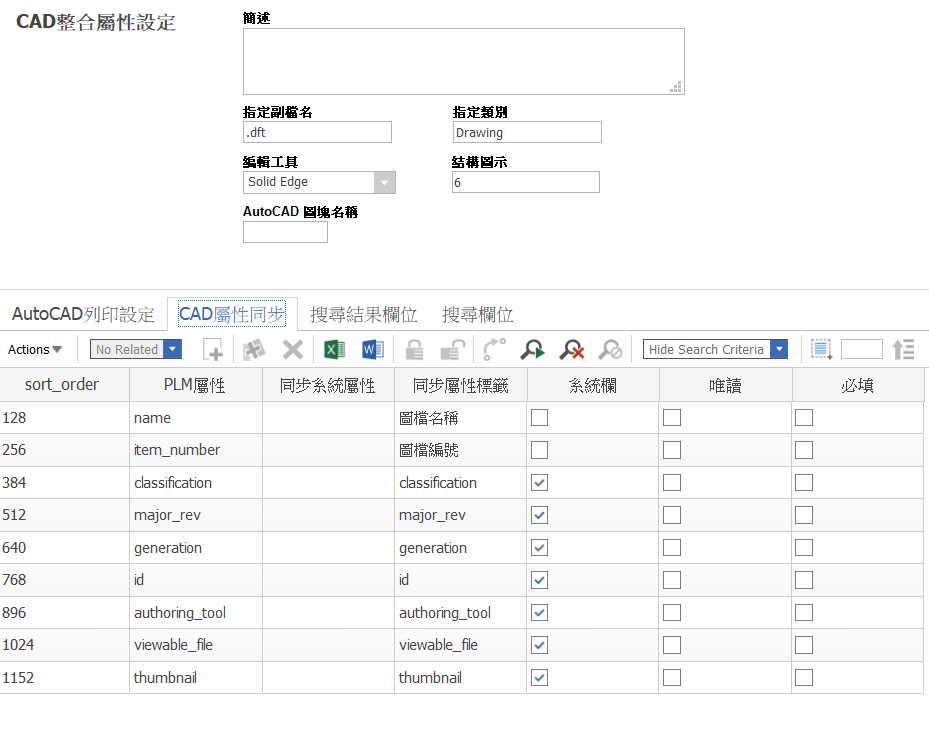 CAD整合屬性設定
簡述
指定副檔名 指定類別
.dft Drawing
編輯工具 結構圖示
Solid Edge 6
AutoCAD 圖塊名稱
AutoCAD列印設定 CAD屬性同步 搜尋結果欄位 搜尋欄位
Actions No Related Hide Search Criteria
sort_order PLM屬性 同步系統屬性 同步屬性標籤 系統欄 唯讀 必填
128 name 圖檔名稱
256 item_number 圖檔編號
384 classification classification
512 major_rev major_rev
640 generation generation
768 id id
896 authoring_tool authoring_tool
1024 viewable_file viewable_file
1152 thumbnail thumbnail